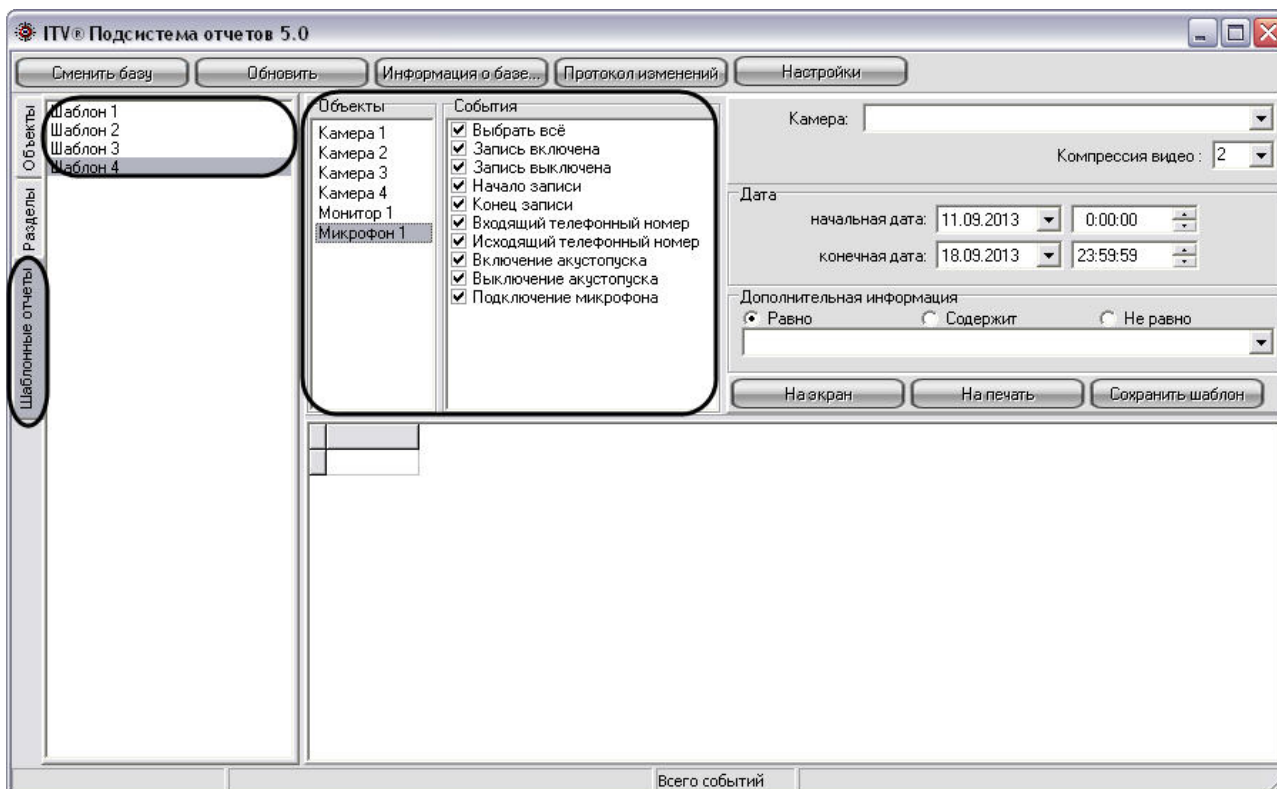 ITV® Подсистема отчетов 5.0
Сменить базу
Обновить
Информация о базе...
Протокол изменений
Настройки
Объекты
Разделы
Шаблонные отчеты
Шаблон 1
Шаблон 2
Шаблон 3
Шаблон 4
Объекты
Камера 1
Камера 2
Камера 3
Камера 4
Монитор 1
Микрофон 1
События
Выбрать всё
Запись включена
Запись выключена
Начало записи
Конец записи
Входящий телефонный номер
Исходящий телефонный номер
Включение акустопуска
Выключение акустопуска
Подключение микрофона
Камера:
Компрессия видео : 2
Дата
начальная дата: 11.09.2013 0:00:00
конечная дата: 18.09.2013 23:59:59
Дополнительная информация
Равно Содержит Не равно
На экран
На печать
Сохранить шаблон
Всего событий